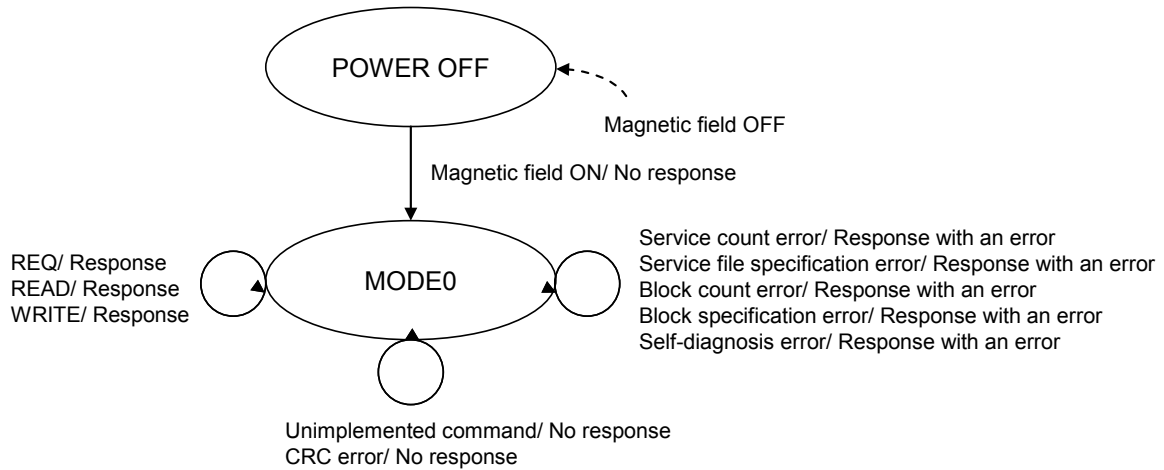 POWER OFF
Magnetic field OFF
Magnetic field ON/ No response
REQ/ Response
READ/ Response
WRITE/ Response
MODE0
Service count error/ Response with an error
Service file specification error/ Response with an error
Block count error/ Response with an error
Block specification error/ Response with an error
Self-diagnosis error/ Response with an error
Unimplemented command/ No response
CRC error/ No response